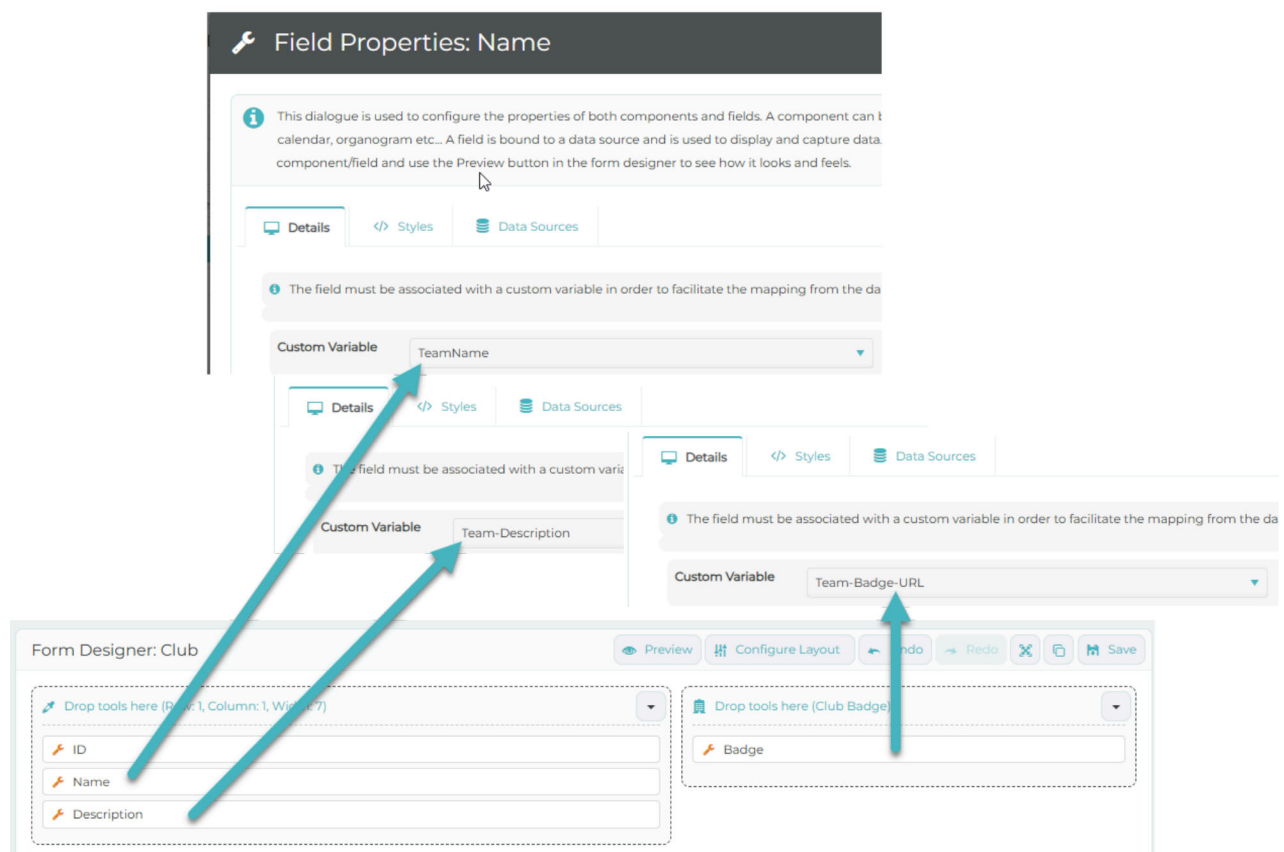 Field Properties: Name
This dialogue is used to configure the properties of both components and fields. A component can
calendar, organogram etc... A field is bound to a data source and is used to display and capture data.
component/field and use the Preview button in the form designer to see how it looks and feels.
Details </> Styles Data Sources
The field must be associated with a custom variable in order to facilitate the mapping from the da
Custom Variable TeamName
Details </> Styles Data Sources
The field must be associated with a custom varia
Custom Variable Team-Description
Details </> Styles Data Sources
The field must be associated with a custom variable in order to facilitate the mapping from the da
Custom Variable Team-Badge-URL
Form Designer: Club Preview Configure Layout Undo Redo Save
Drop tools here (Row: 1, Column: 1, Width: 7) Drop tools here (Club Badge)
ID Badge
Name
Description